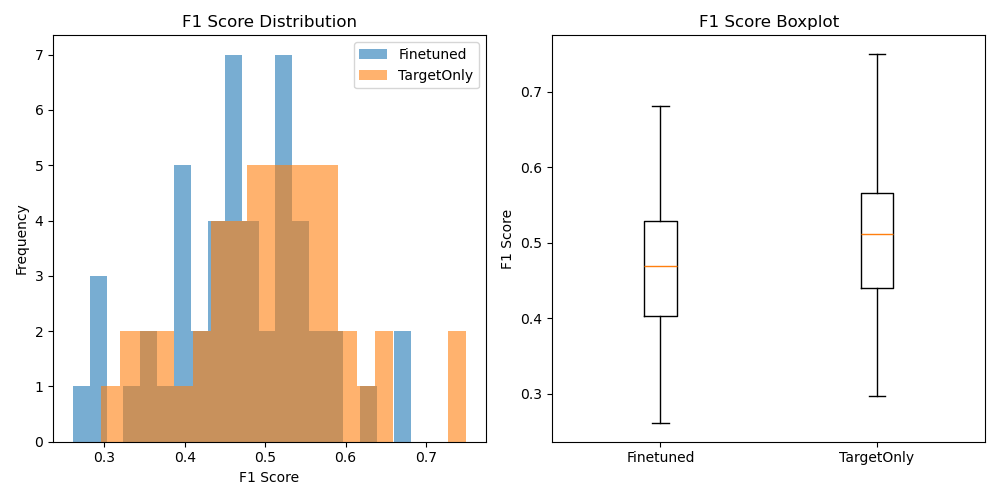 F1 Score Distribution
Finetuned
TargetOnly
Frequency
7
6
5
4
3
2
1
0
0.3 0.4 0.5 0.6 0.7
F1 Score
F1 Score Boxplot
F1 Score
0.7
0.6
0.5
0.4
0.3
Finetuned TargetOnly